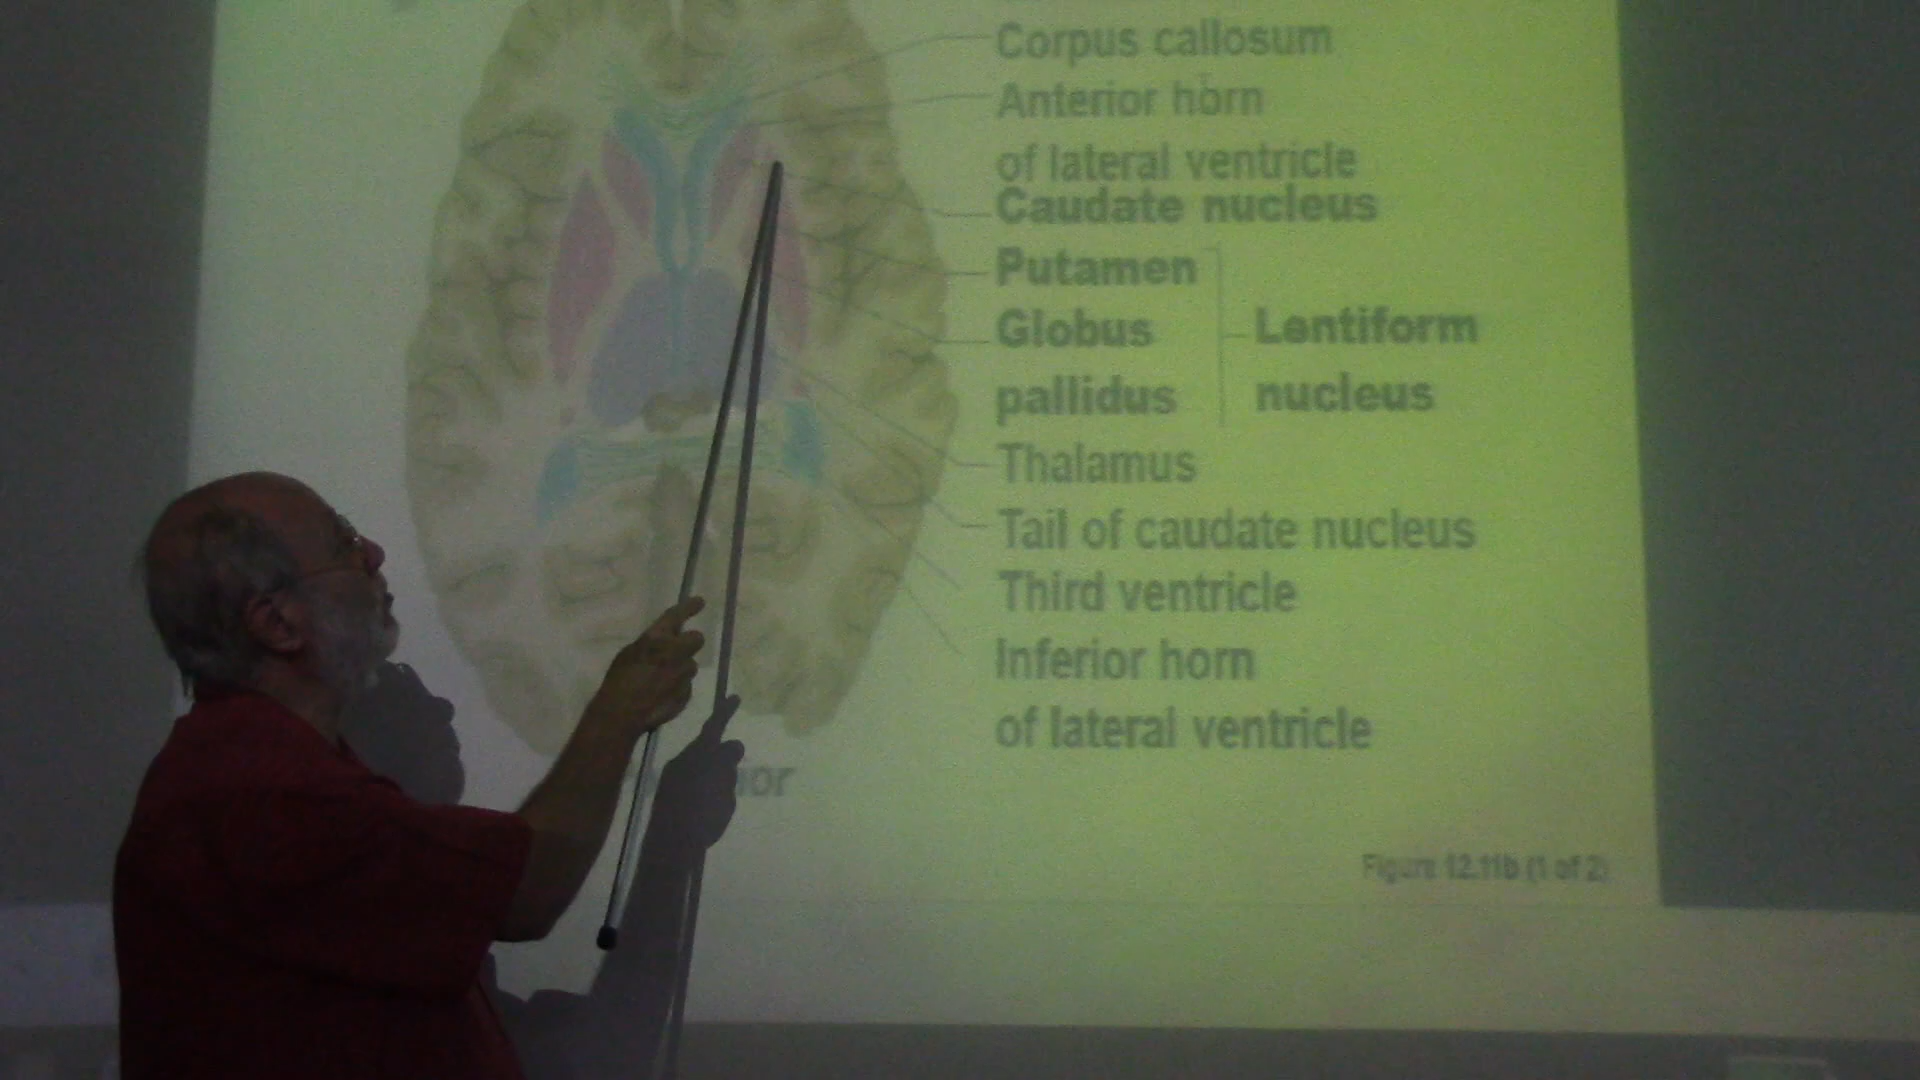 Corpus callosum
Anterior horn
of lateral ventricle
Caudate nucleus
Putamen
Globus
pallidus
Lentiform
nucleus
Thalamus
Tail of caudate nucleus
Third ventricle
Inferior horn
of lateral ventricle
Figure 12.11b (1 of 2)